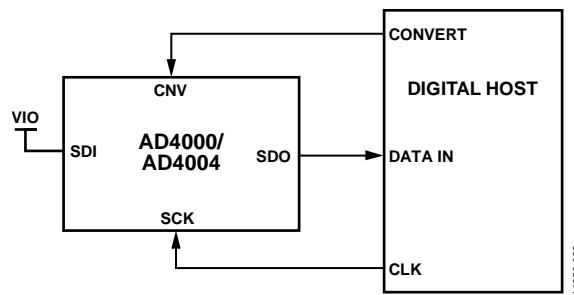 CONVERT
CNV
DIGITAL HOST
VIO
SDI
AD4000/
AD4004
SDO
DATA IN
SCK
CLK